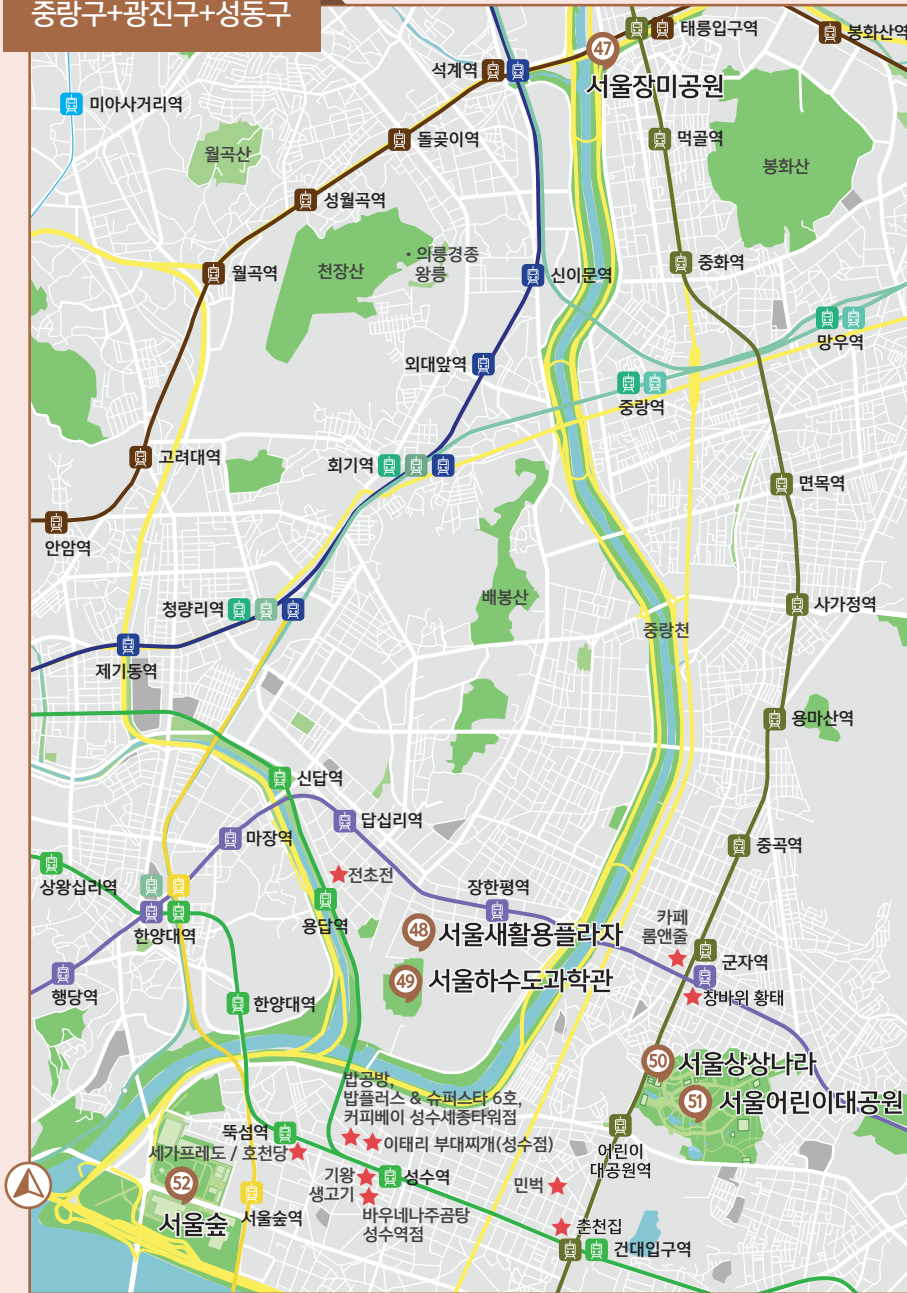 중랑구+광진구+성동구
47
서울장미공원
태릉입구역
봉화산역
석계역
미아사거리역
돌곶이역
먹골역
월곡산
봉화산
성월곡역
의릉경종
왕릉
천장산
월곡역
신이문역
중화역
망우역
외대앞역
중랑역
고려대역
회기역
면목역
안암역
배봉산
청량리역
사가정역
중랑천
제기동역
용마산역
신답역
답십리역
마장역
중곡역
상왕십리역
전초전
장한평역
용답역
한양대역
48
서울새활용플라자
카페
롬앤줄
군자역
행당역
49
서울하수도과학관
창바위 황태
한양대역
50
서울상상나라
51
서울어린이대공원
밥공방,
밥플러스 & 슈퍼스타 6호,
커피베이 성수세종타워점
뚝섬역
세가프레도 / 호천당
이태리 부대찌개(성수점)
어린이
대공원역
기왕
생고기
성수역
민벅
52
서울숲
서울숲역
바우네나주곰탕
성수역점
춘천집
건대입구역